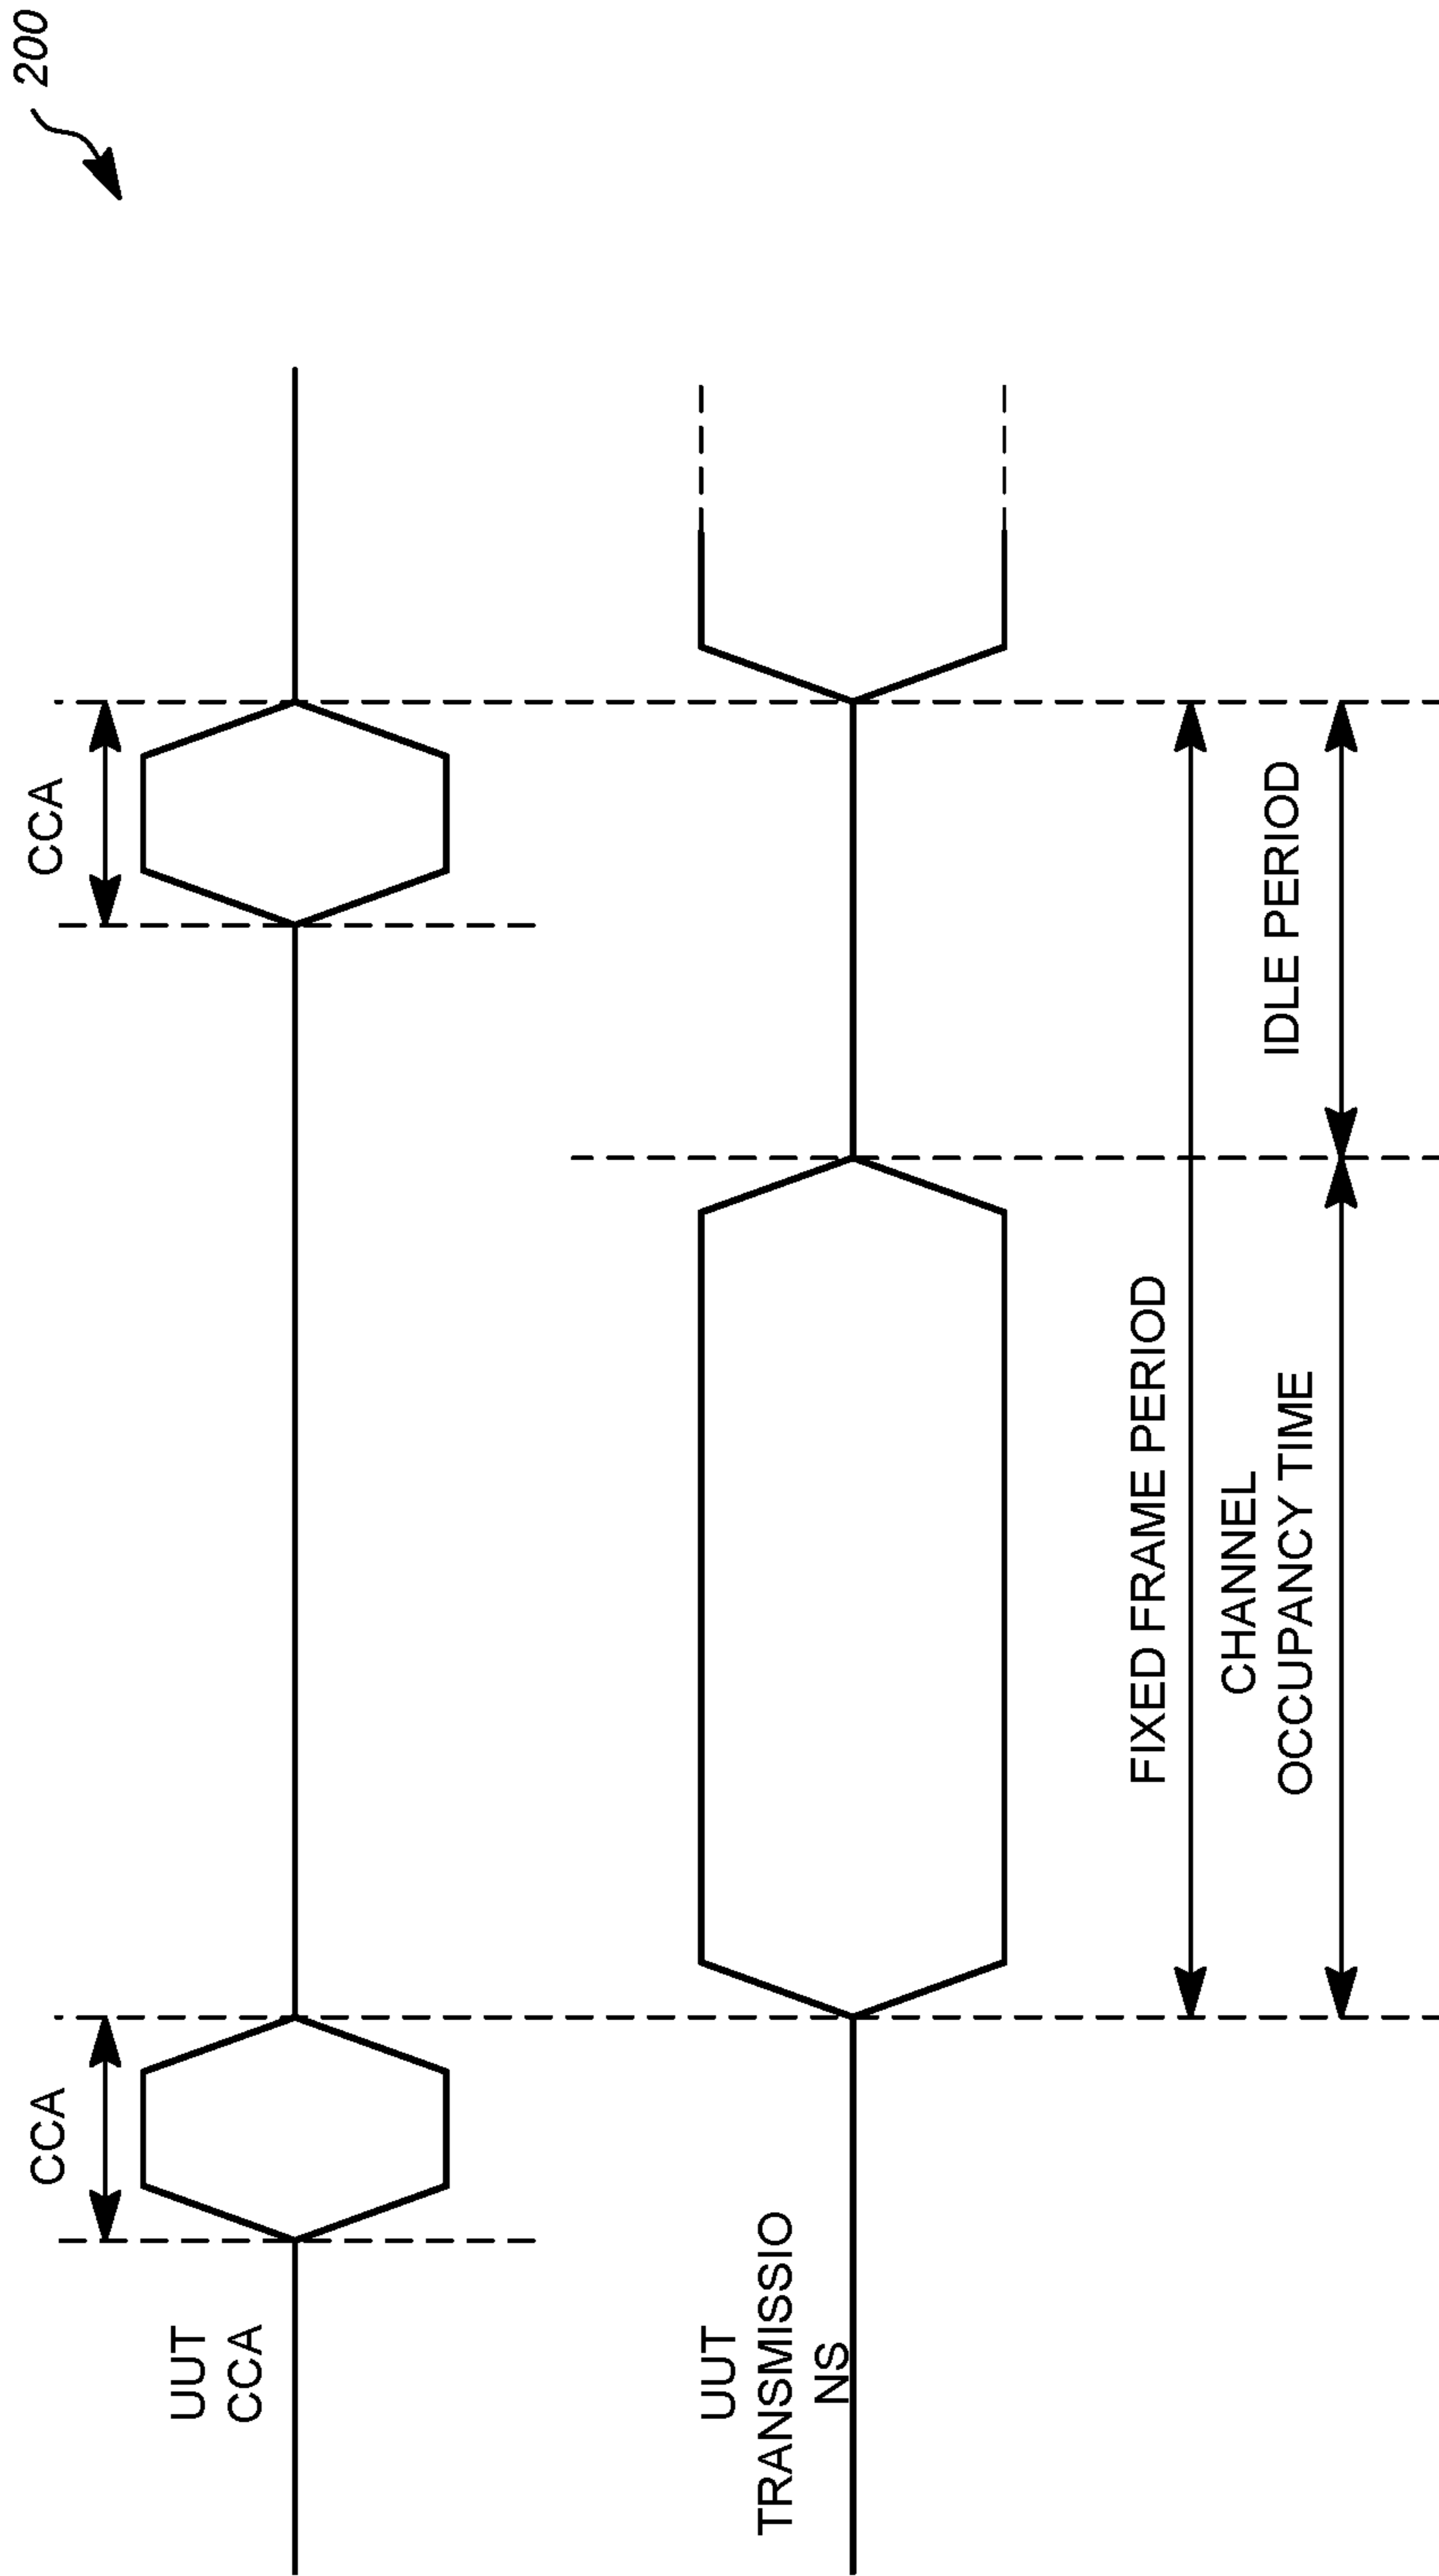 200
CCA
CCA
UUT
CCA
UUT
TRANSMISSIO
NS
FIXED FRAME PERIOD
CHANNEL
OCCUPANCY TIME
IDLE PERIOD